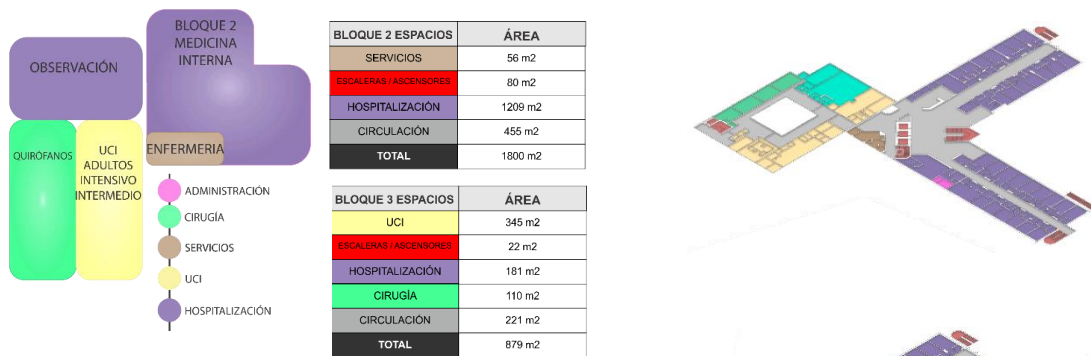 OBSERVACIÓN
BLOQUE 2
MEDICINA
INTERNA
QUIRÓFANOS
UCI
ADULTOS
INTENSIVO
INTERMEDIO
ENFERMERIA
ADMINISTRACIÓN
CIRUGÍA
SERVICIOS
UCI
HOSPITALIZACIÓN
BLOQUE 2 ESPACIOS ÁREA
SERVICIOS 56 m2
ESCALERAS / ASCENSORES 80 m2
HOSPITALIZACIÓN 1209 m2
CIRCULACIÓN 455 m2
TOTAL 1800 m2
BLOQUE 3 ESPACIOS ÁREA
UCI 345 m2
ESCALERAS / ASCENSORES 22 m2
HOSPITALIZACIÓN 181 m2
CIRUGÍA 110 m2
CIRCULACIÓN 221 m2
TOTAL 879 m2